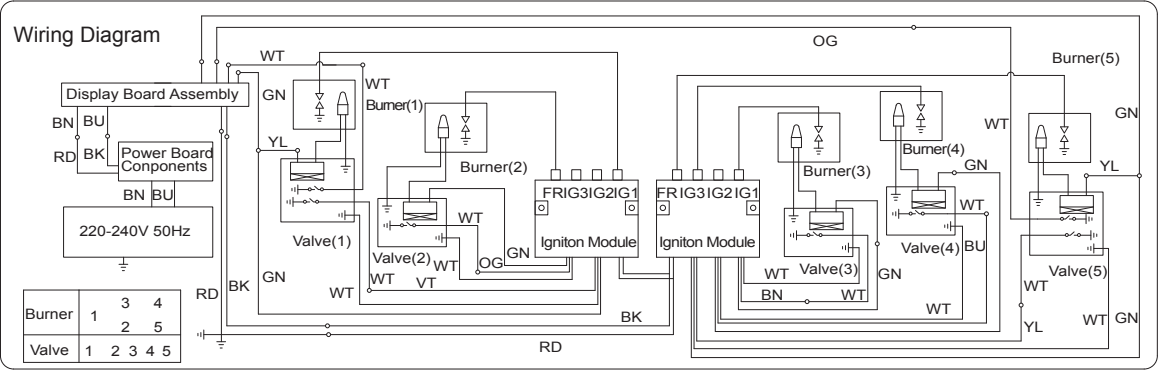 Wiring Diagram
OG
Burner(5)
WT
WT
GN
Display Board Assembly
Burner(1)
GN
BN BU
WT
YL
Burner(2)
Burner(3)
Burner(4)
GN
YL
RD BK
Power Board
Components
FR IG3 IG2 IG1
FR IG3 IG2 IG1
BN BU
WT
WT
220-240V 50Hz
Valve(1)
Igniton Module
Igniton Module
Valve(4)
BU
Valve(2)
WT
OG
GN
WT
Valve(3)
GN
Valve(5)
WT
VT
WT
BN
WT
WT
WT
RD
BK
GN
WT
BK
YL
WT
GN
RD
3 4
Burner 1
2 5
Valve 1 2 3 4 5